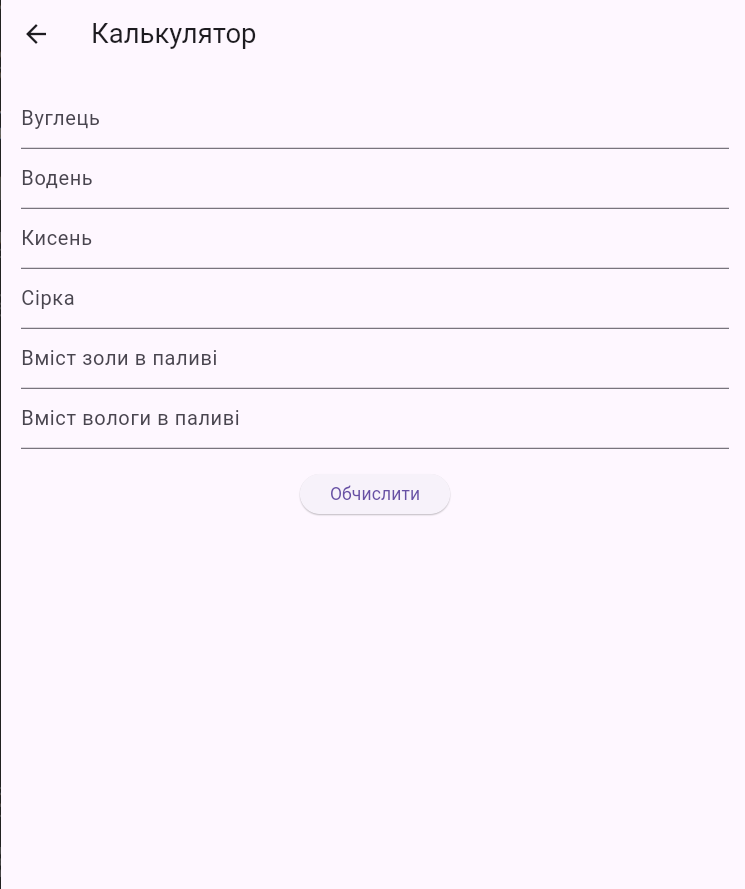 Калькулятор
Вуглець
Водень
Кисень
Сірка
Вміст золи в паливі
Вміст вологи в паливі
Обчислити